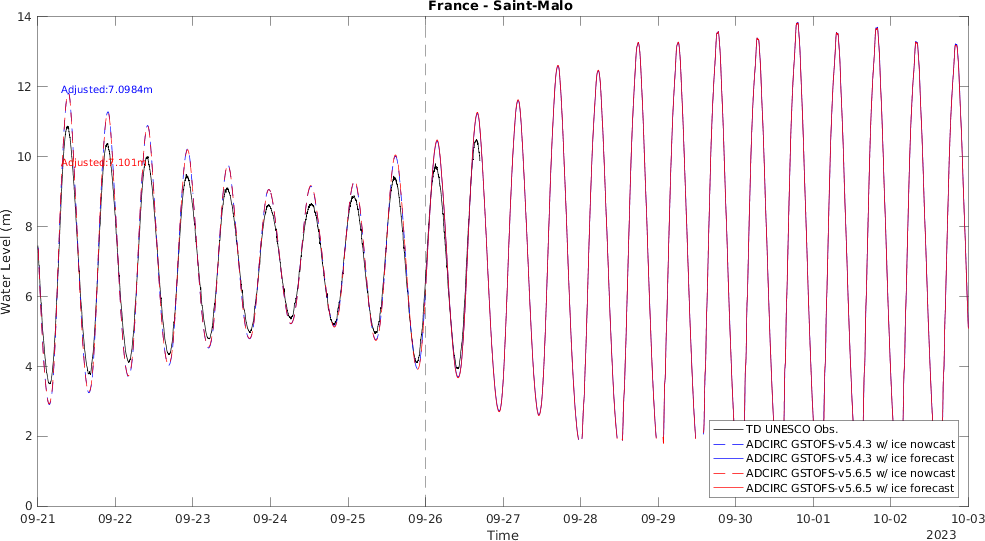 France - Saint-Malo
14
12
10
8
6
4
2
0
Water Level (m)
Adjusted:7.0984m
Adjusted:7.101m
TD UNESCO Obs.
ADCIRC GSTOFS-v5.4.3 w/ ice nowcast
ADCIRC GSTOFS-v5.4.3 w/ ice forecast
ADCIRC GSTOFS-v5.6.5 w/ ice nowcast
ADCIRC GSTOFS-v5.6.5 w/ ice forecast
09-21 09-22 09-23 09-24 09-25 09-26 09-27 09-28 09-29 09-30 10-01 10-02 10-03
Time
2023